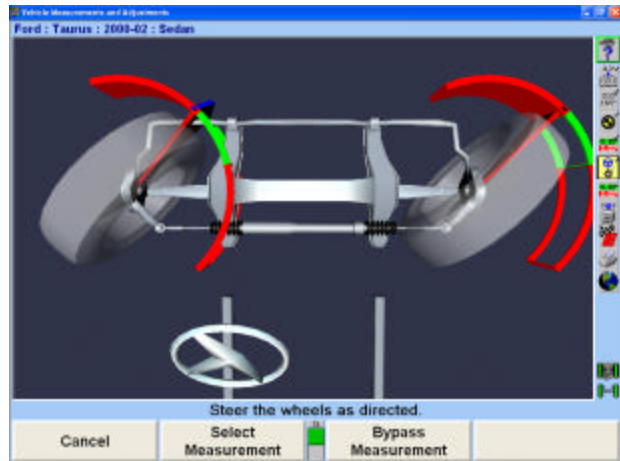 Vehicle Measurements and Adjustments
Ford : Taurus : 2000-02 : Sedan
Steer the wheels as directed.
Cancel
Select
Measurement
Bypass
Measurement